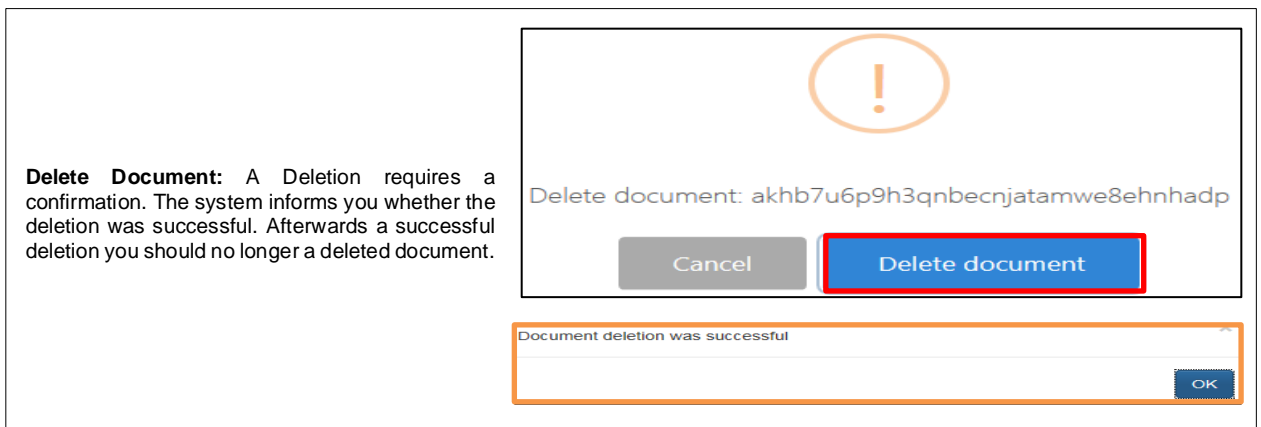 Delete Document: A Deletion requires a
confirmation. The system informs you whether the
deletion was successful. Afterwards a successful
deletion you should no longer a deleted document.
!
Delete document: akhb7u6p9h3qnbecnjatamwe8ehnhadp
Cancel Delete document
Document deletion was successful
OK